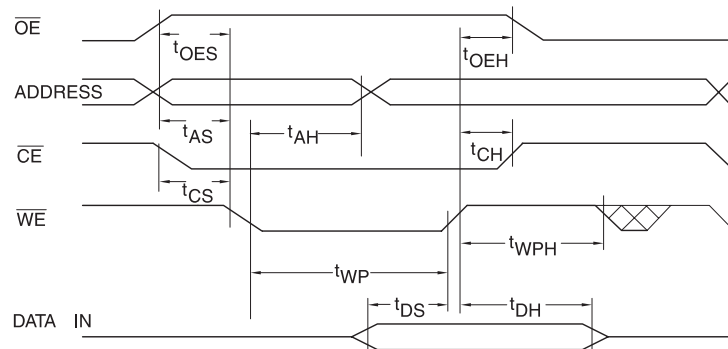 OE
tOES
tOEH
ADDRESS
tAS
tAH
CE
tCH
tCS
WE
tWPH
tWP
tDS
tDH
DATA IN